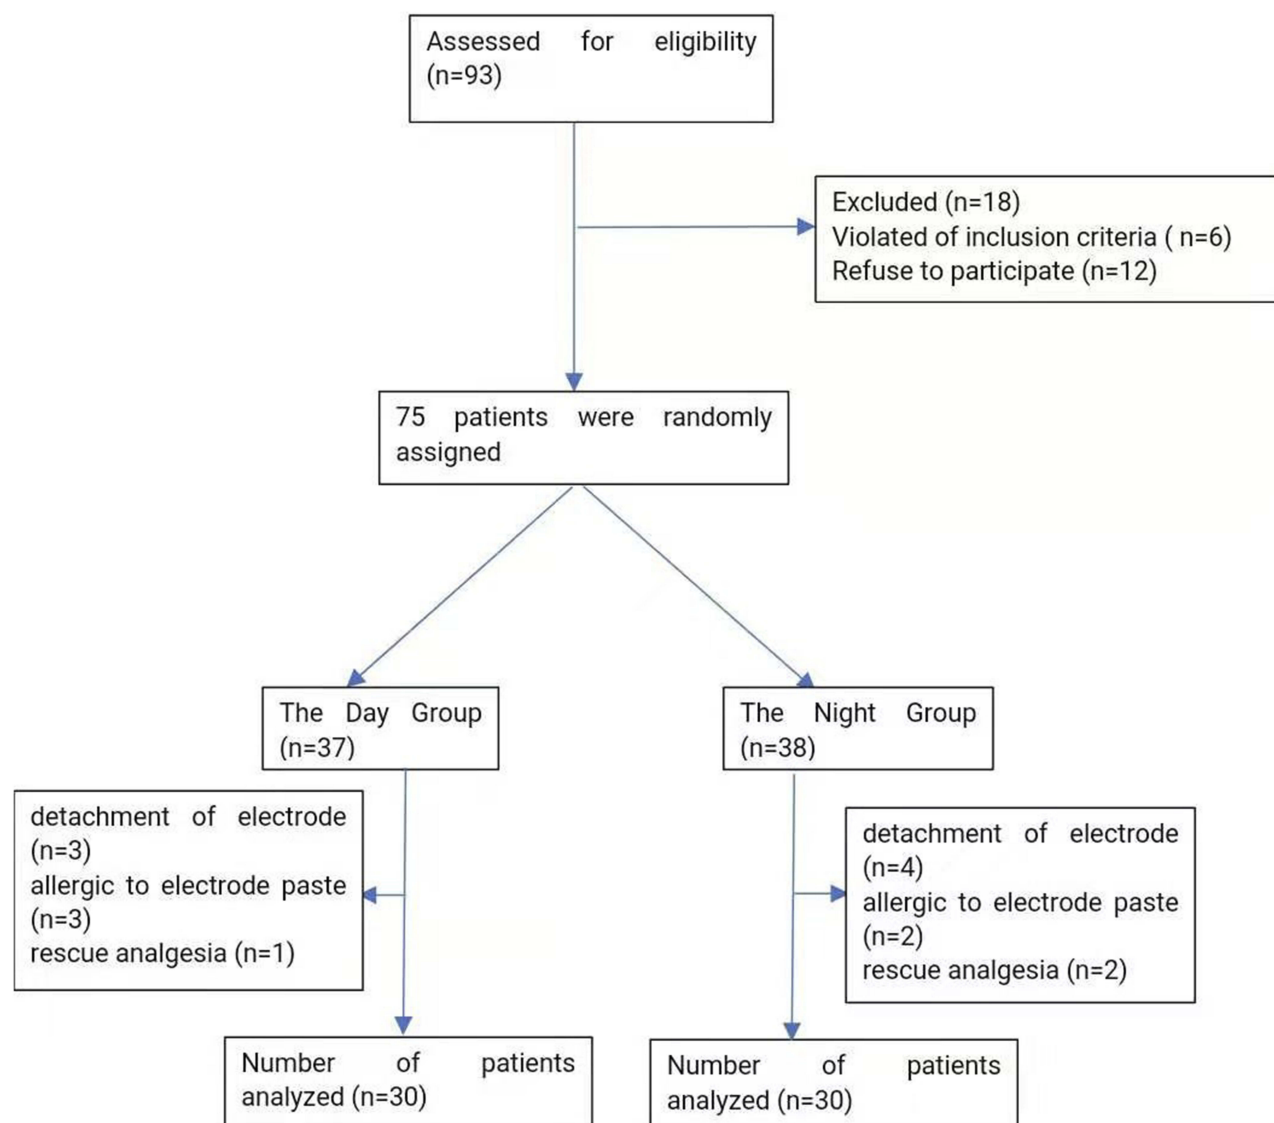 Assessed for eligibility
(n=93)
Excluded (n=18)
Violated of inclusion criteria ( n=6)
Refuse to participate (n=12)
75 patients were randomly
assigned
The Day Group
(n=37)
The Night Group
(n=38)
detachment of electrode
(n=3)
allergic to electrode paste
(n=3)
rescue analgesia (n=1)
detachment of electrode
(n=4)
allergic to electrode paste
(n=2)
rescue analgesia (n=2)
Number of patients
analyzed (n=30)
Number of patients
analyzed (n=30)